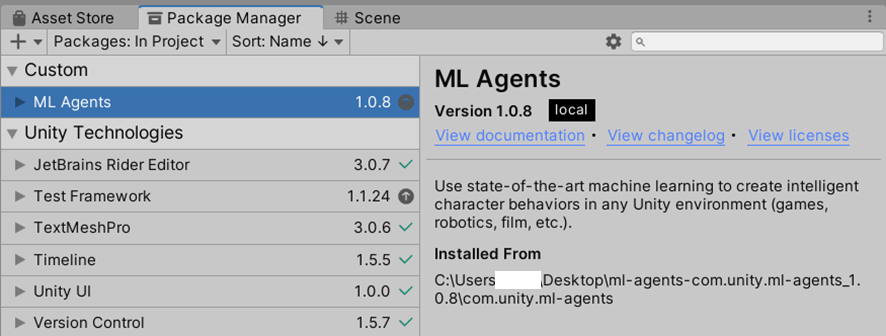 Asset Store Package Manager Scene
Packages: In Project Sort: Name ↓
Custom
ML Agents 1.0.8
Unity Technologies
JetBrains Rider Editor 3.0.7
Test Framework 1.1.24
TextMeshPro 3.0.6
Timeline 1.5.5
Unity UI 1.0.0
Version Control 1.5.7
ML Agents
Version 1.0.8 local
View documentation • View changelog • View licenses
Use state-of-the-art machine learning to create intelligent
character behaviors in any Unity environment (games,
robotics, film, etc.).
Installed From
C:\Users \Desktop\ml-agents-com.unity.ml-agents_1.
0.8\com.unity.ml-agents